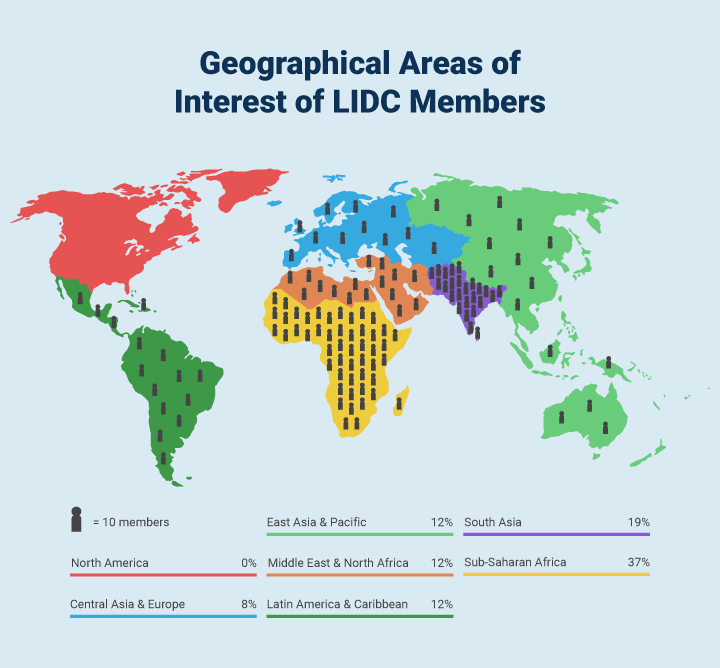 Geographical Areas of
Interest of LIDC Members
= 10 members
East Asia & Pacific 12%
South Asia 19%
North America 0%
Middle East & North Africa 12%
Sub-Saharan Africa 37%
Central Asia & Europe 8%
Latin America & Caribbean 12%